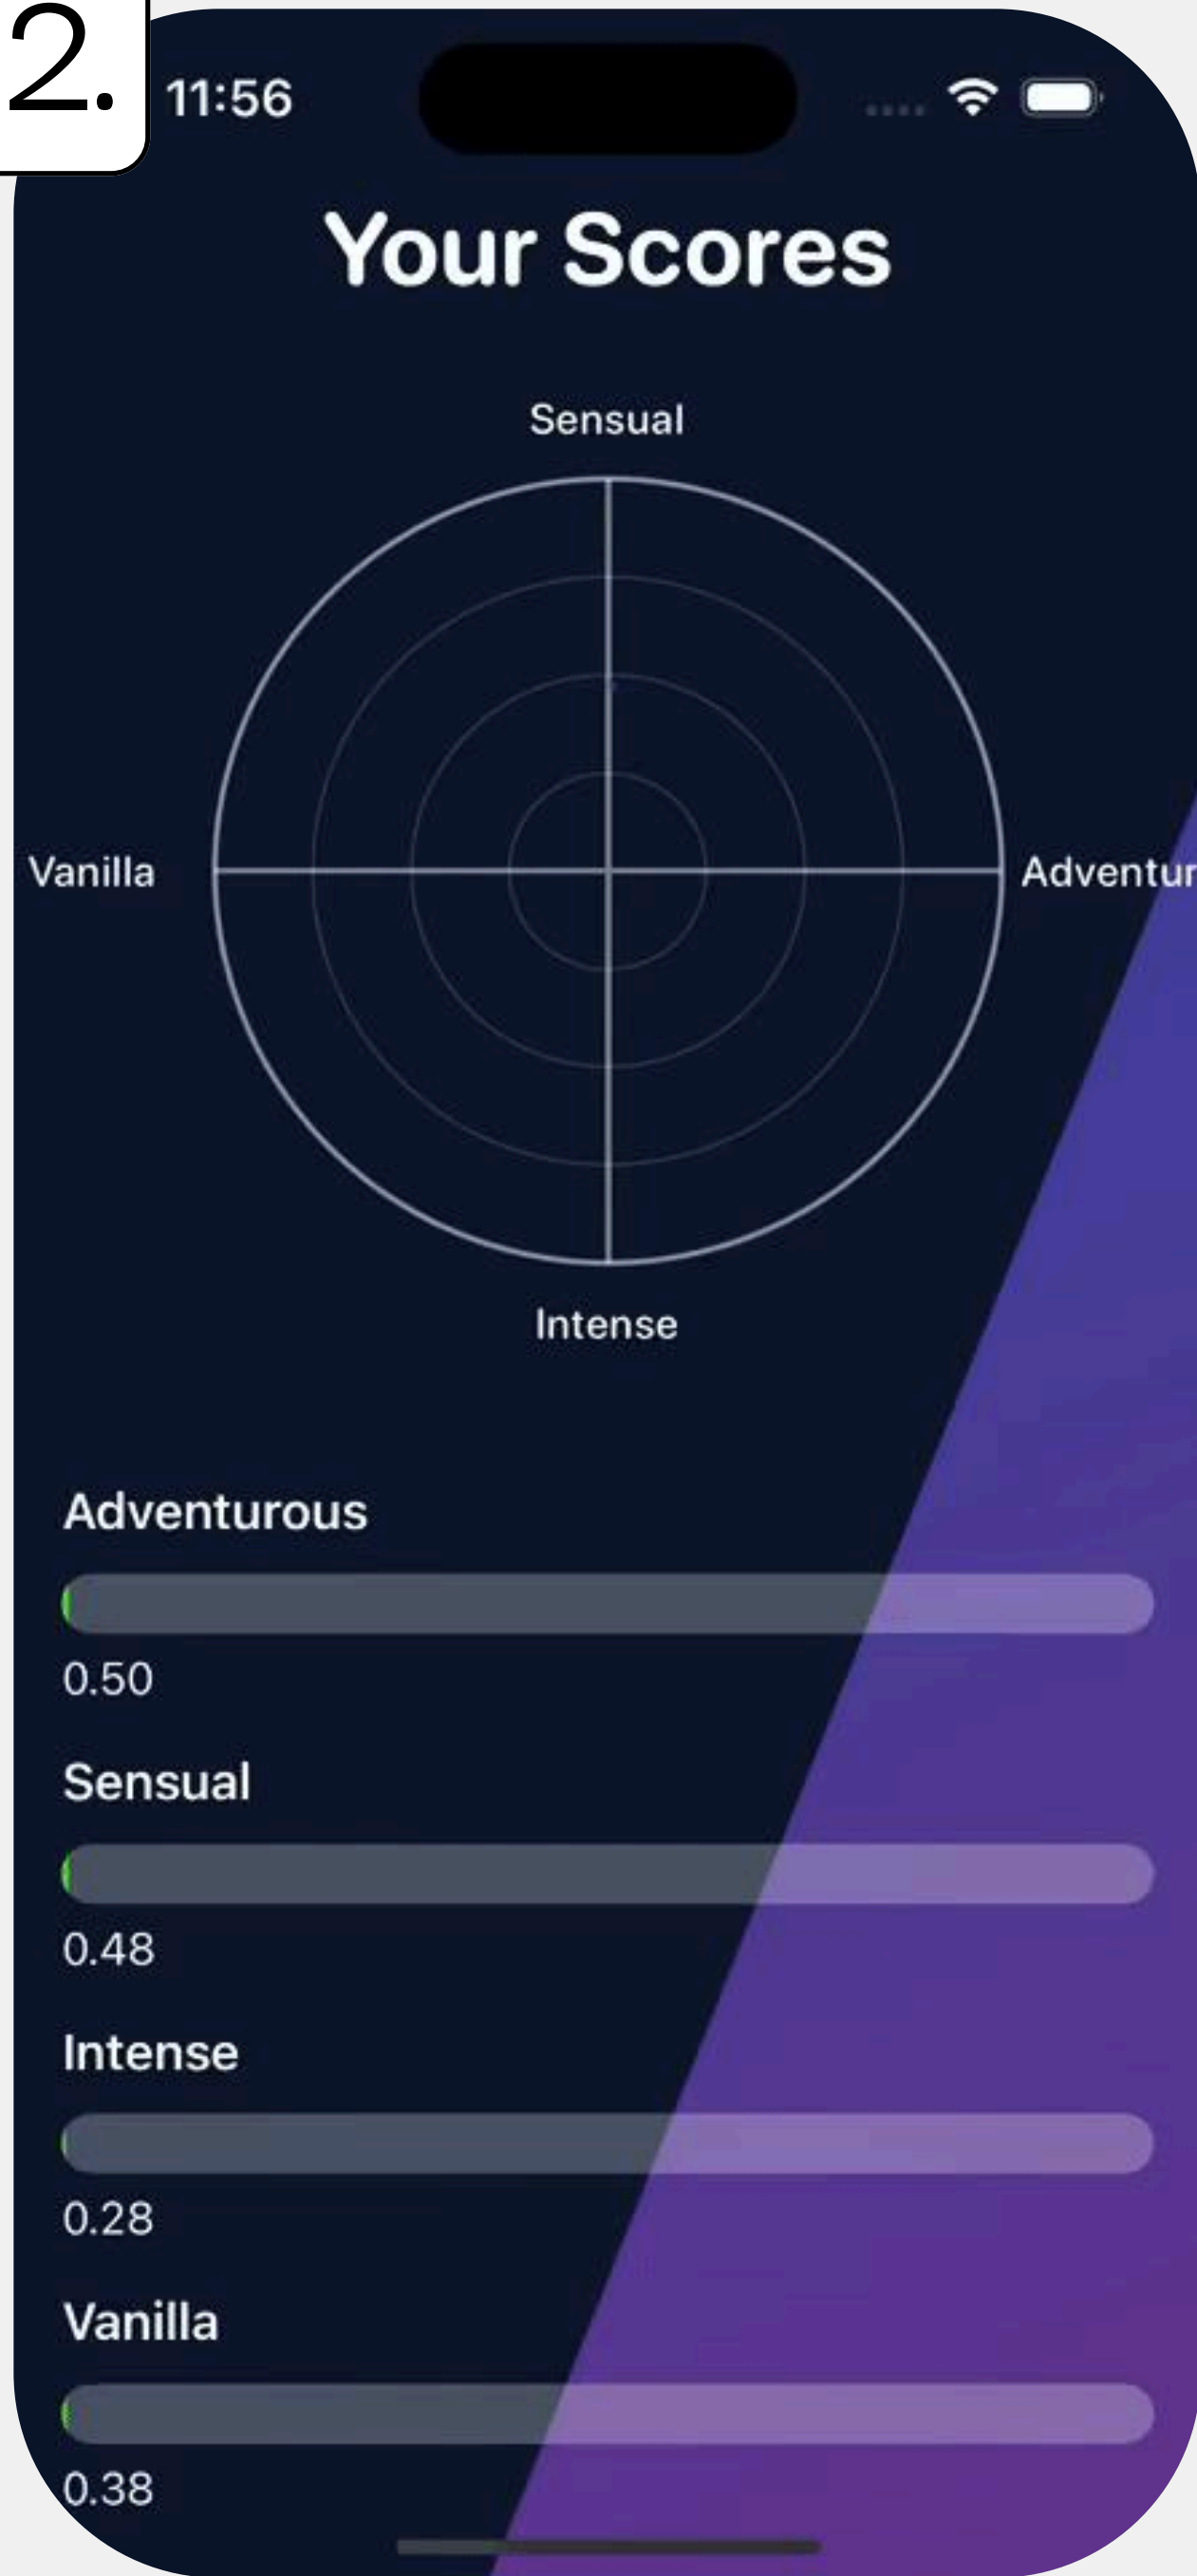 2.
11:56
Your Scores
Sensual
Vanilla
Adventur
Intense
Adventurous
0.50
Sensual
0.48
Intense
0.28
Vanilla
0.38